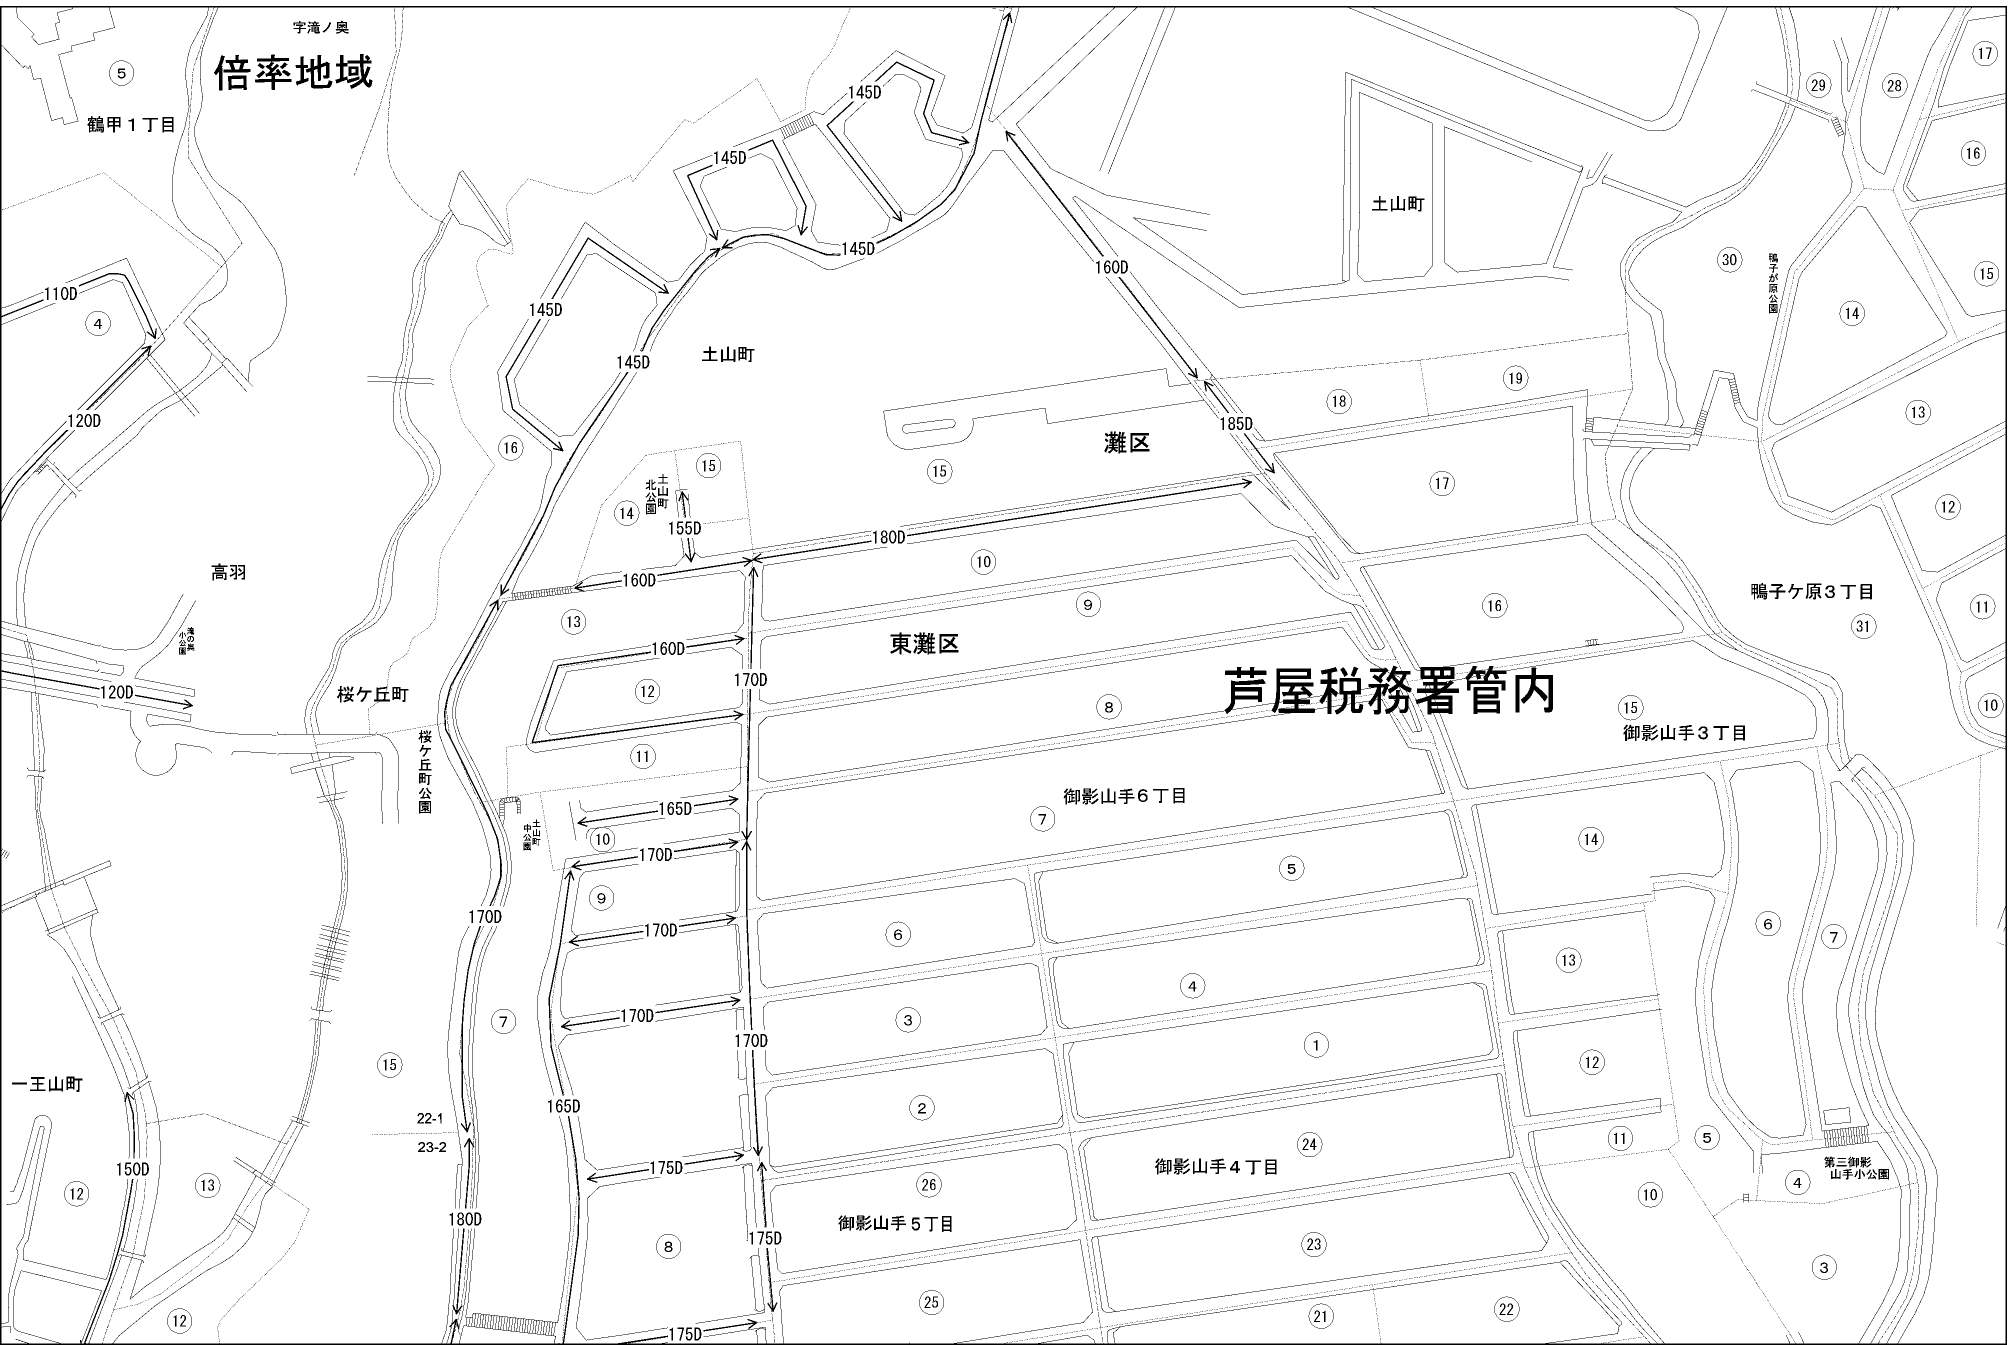 字滝ノ奥
倍率地域
⑤
鶴甲１丁目
145D
145D
145D
160D
土山町
㉙
㉘
⑰
⑯
㉚
鴨子が原公園
⑮
⑭
110D
④
120D
145D
145D
土山町
⑯
⑮
⑭
土山町
北公園
155D
⑮
灘区
185D
⑱
⑲
⑰
⑬
⑫
⑪
⑩
180D
⑩
160D
⑬
高羽
滝の奥
小公園
120D
桜ケ丘町
桜ケ丘町公園
160D
⑫
170D
⑪
東灘区
⑨
⑧
芦屋税務署管内
⑯
鴨子ケ原３丁目
㉛
⑮
御影山手３丁目
165D
⑩
土山町
中公園
170D
⑨
170D
170D
御影山手６丁目
⑦
⑤
⑥
④
③
①
②
⑭
⑥
⑦
⑬
⑫
⑪
⑤
170D
⑦
170D
170D
165D
⑮
22-1
23-2
一王山町
150D
⑫
⑬
⑫
180D
175D
⑧
175D
175D
㉖
御影山手５丁目
㉕
㉔
御影山手４丁目
㉓
㉑
㉒
⑩
第三御影
山手小公園
④
③